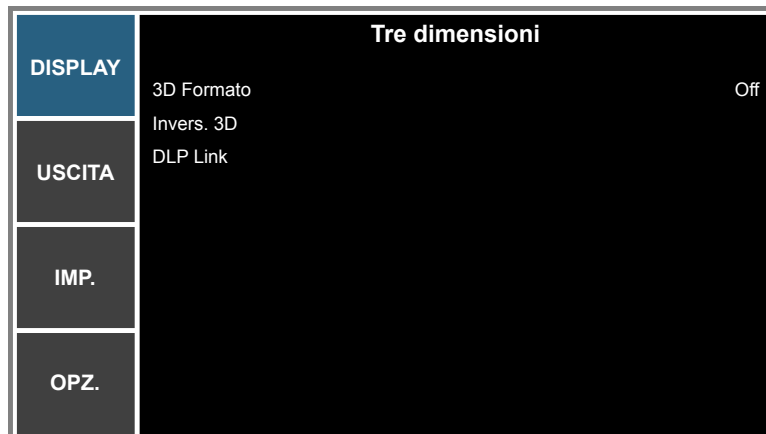 Tre dimensioni
DISPLAY
3D Formato Off
Invers. 3D
DLP Link
USCITA
IMP.
OPZ.